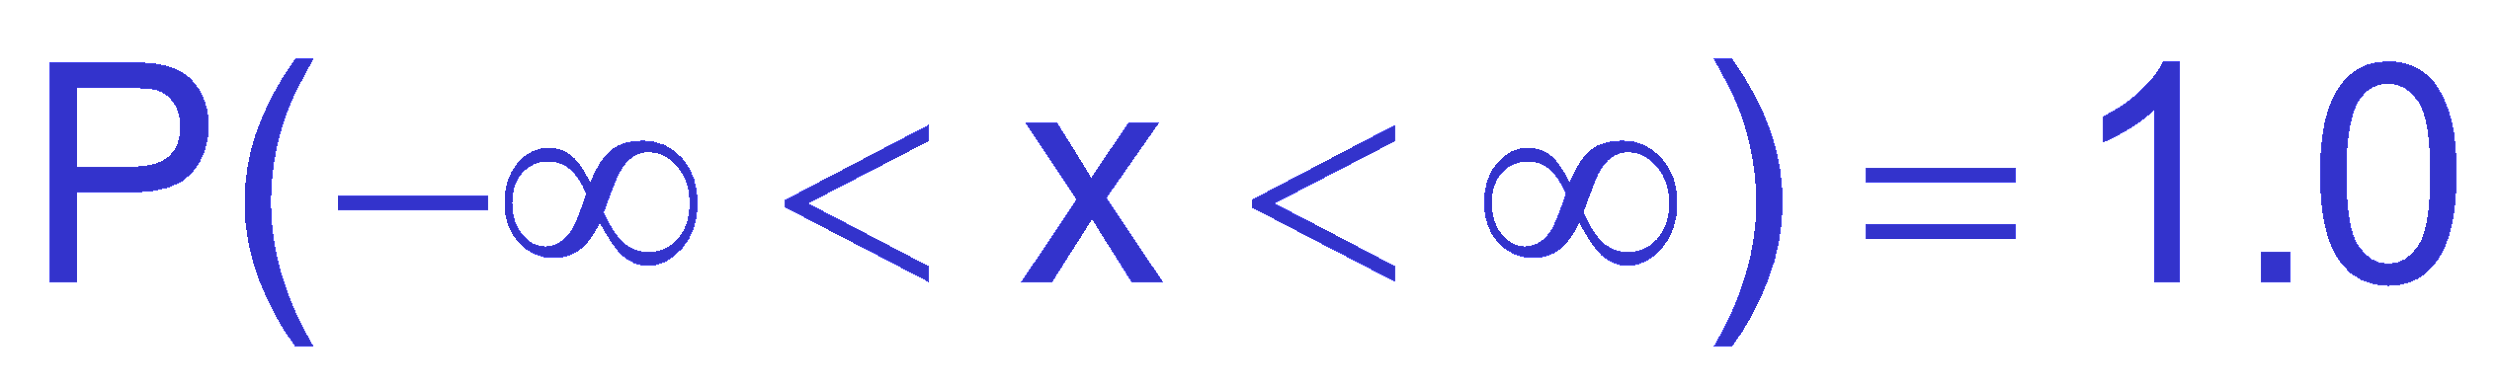 P(−∞ < x < ∞) = 1.0